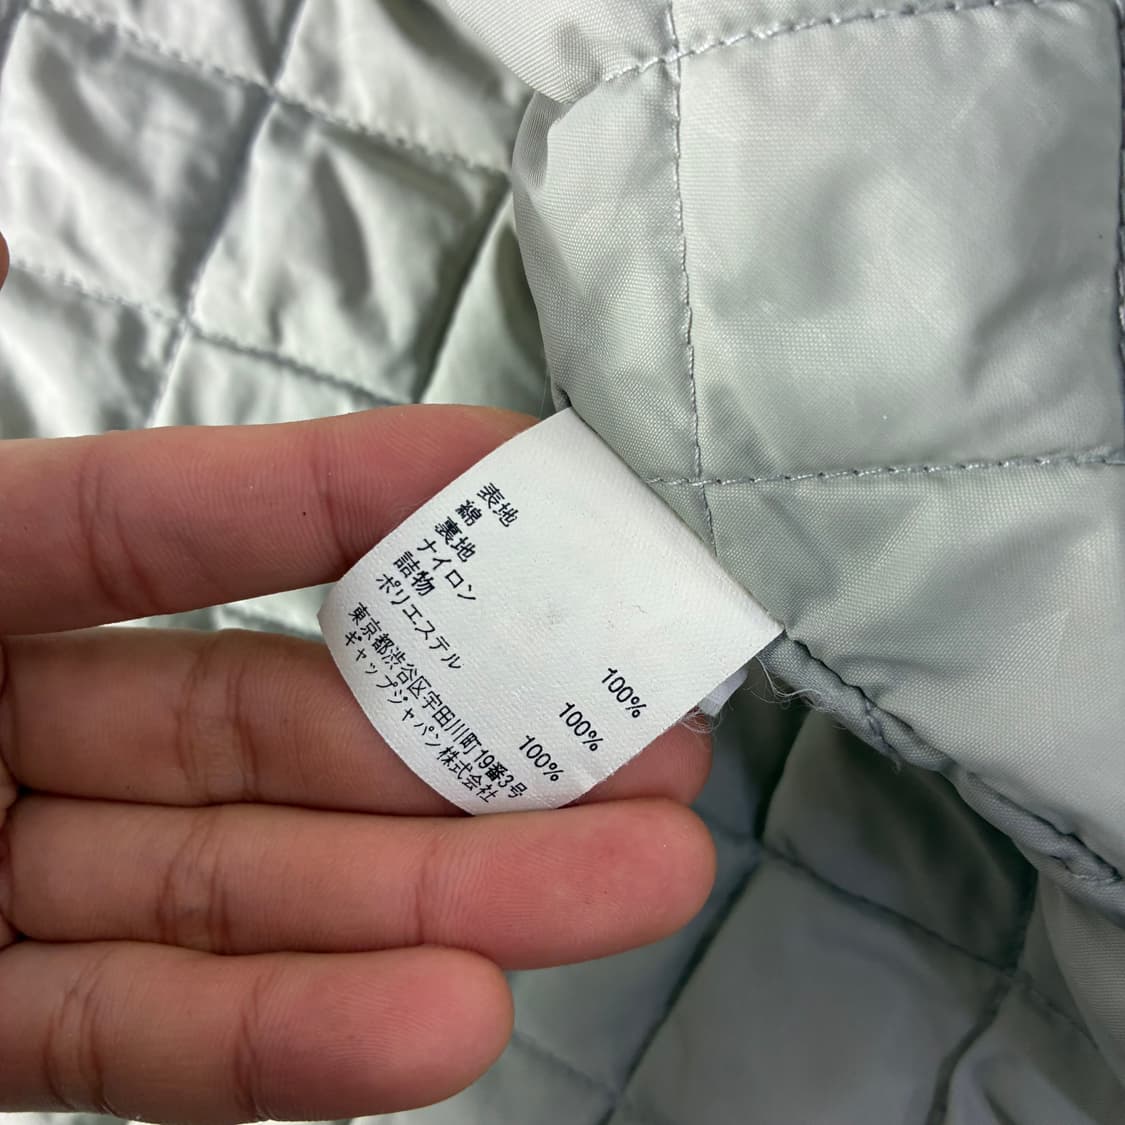 表地
綿 100%
裏地
ナイロン 100%
詰物
ポリエステル 100%
東京都渋谷区宇田川町19番3号
ギャップジャパン株式会社